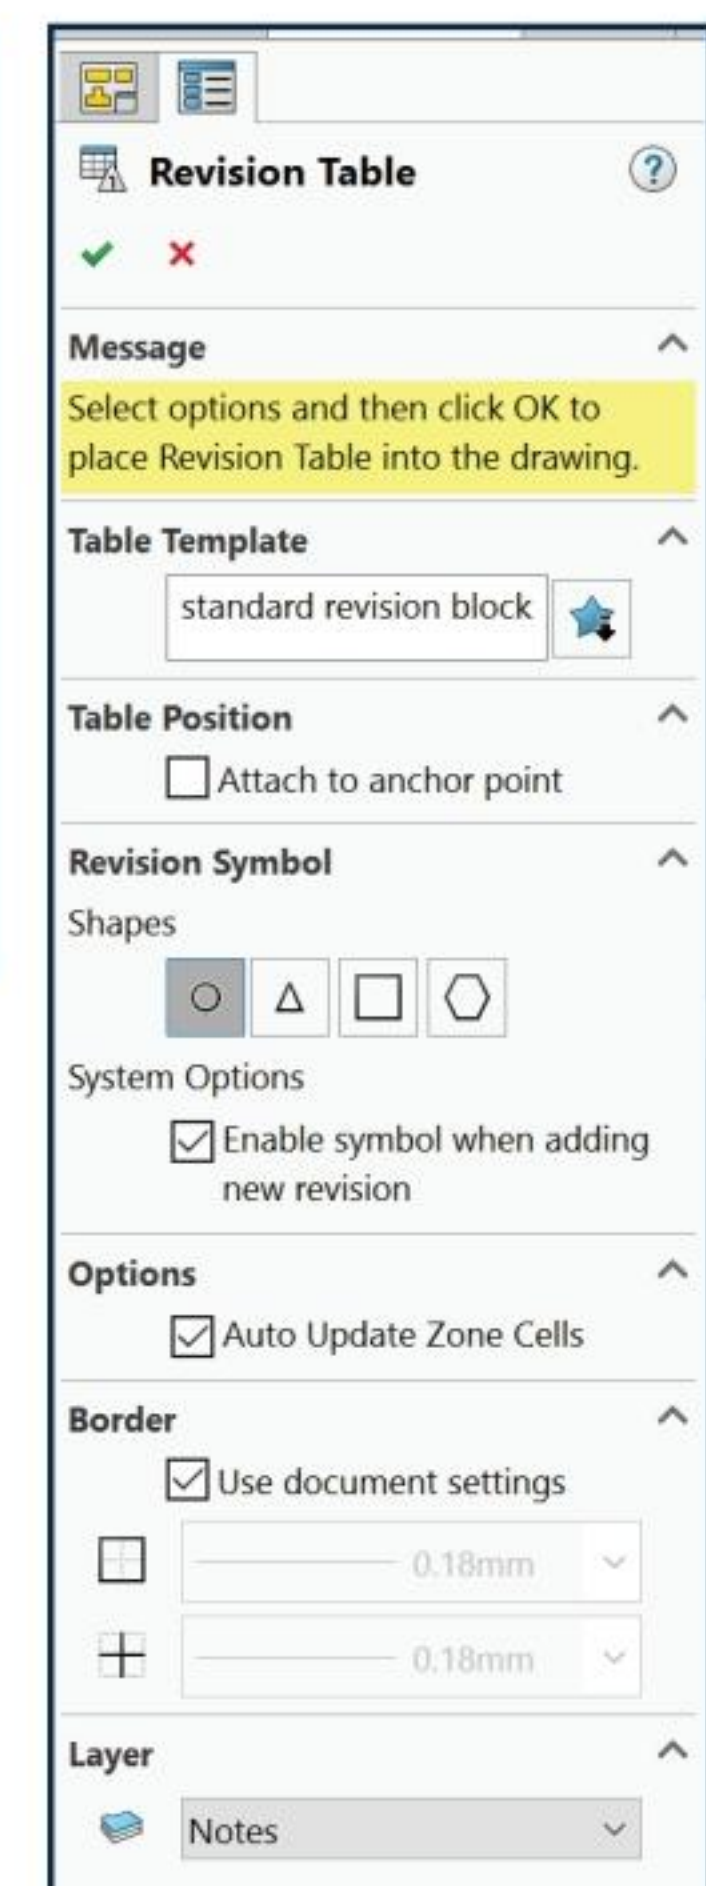 Revision Table
?
Message
Select options and then click OK to
place Revision Table into the drawing.
Table Template
standard revision block
Table Position
Attach to anchor point
Revision Symbol
Shapes
System Options
Enable symbol when adding
new revision
Options
Auto Update Zone Cells
Border
Use document settings
0.18mm
0.18mm
Layer
Notes